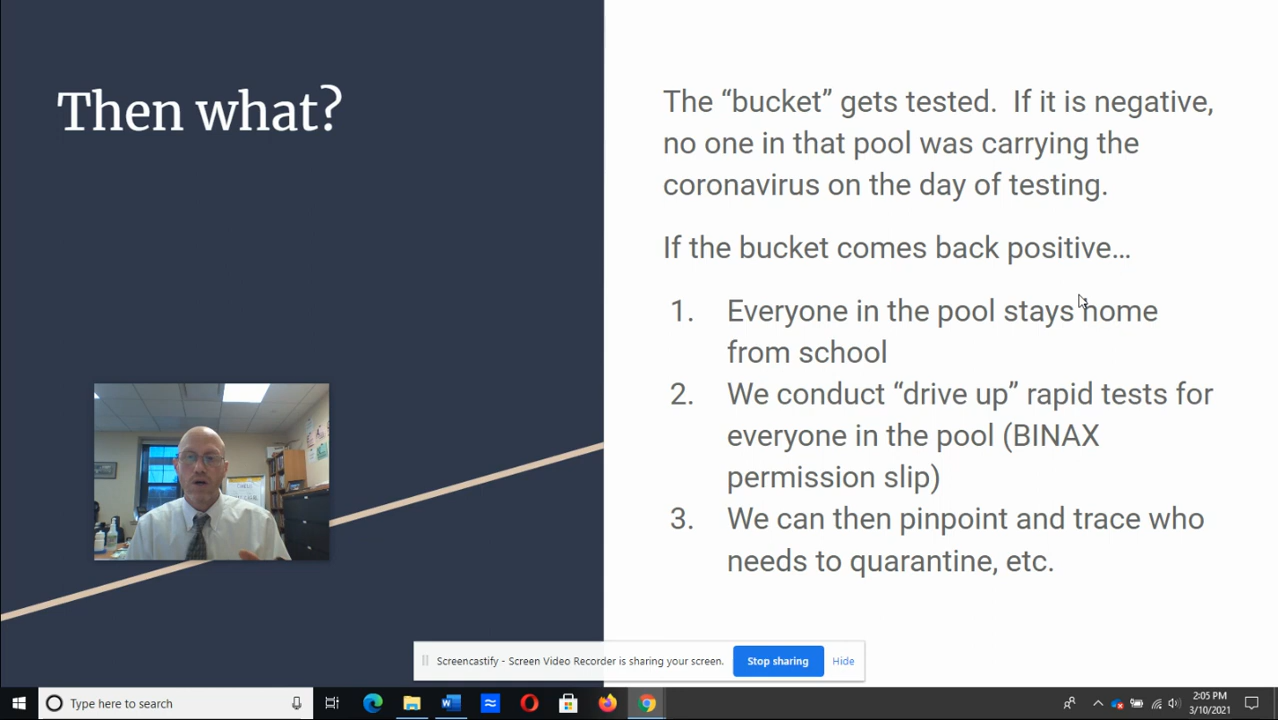 Then what?
The “bucket” gets tested.  If it is negative,
no one in that pool was carrying the
coronavirus on the day of testing.
If the bucket comes back positive…
1. Everyone in the pool stays home
from school
2. We conduct “drive up” rapid tests for
everyone in the pool (BINAX
permission slip)
3. We can then pinpoint and trace who
needs to quarantine, etc.
Screencastify - Screen Video Recorder is sharing your screen.
Stop sharing
Hide
Type here to search
2:05 PM
3/10/2021